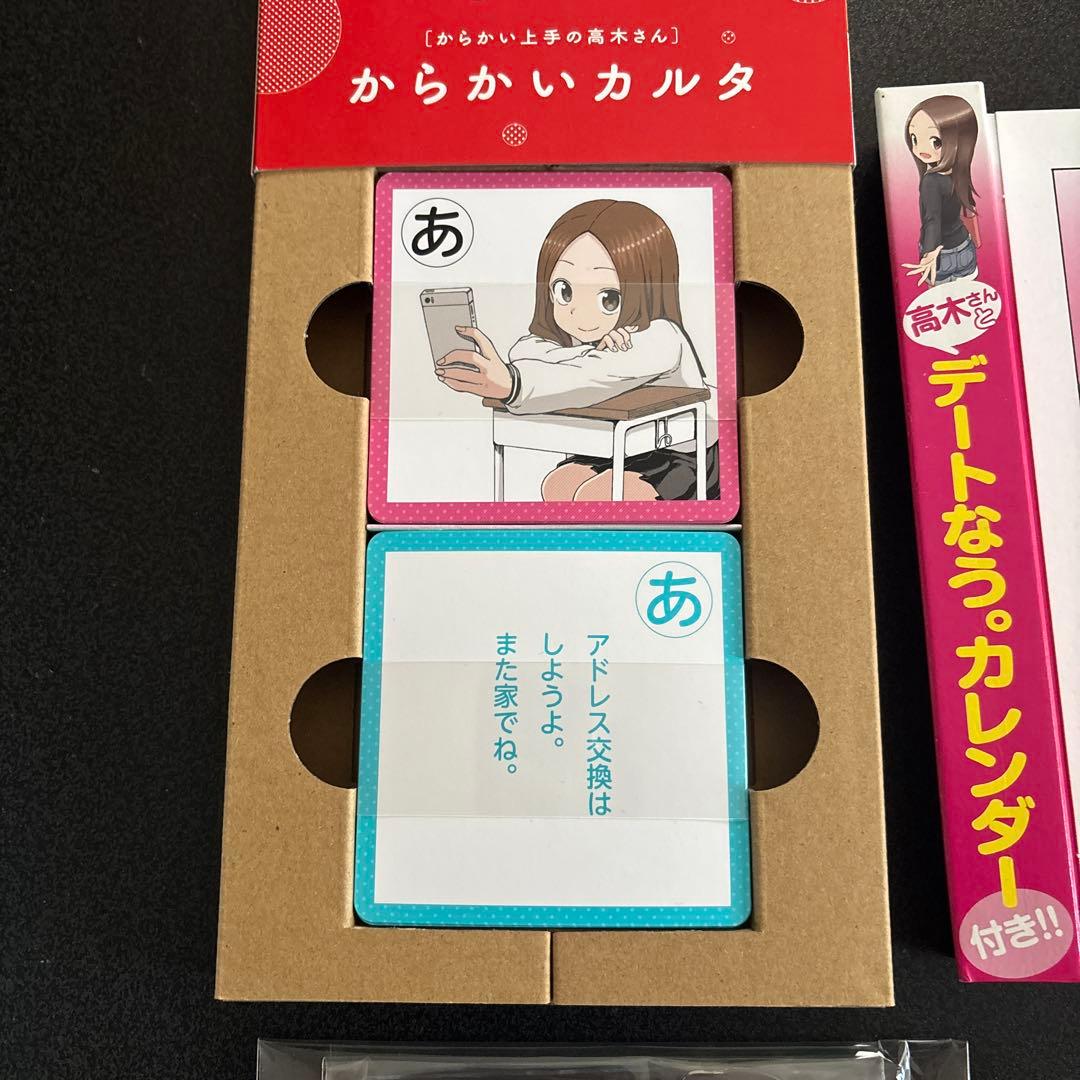 [からかい上手の高木さん]
からかいカルタ
あ
あ
アドレス交換は
しようよ。
また家でね。
高木さんと
デートなう。カレンダー
付き!!